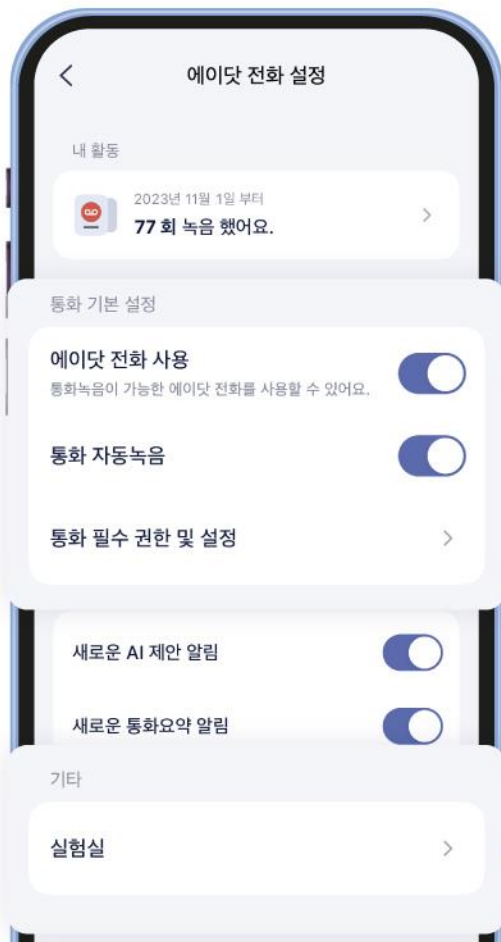 에이닷 전화 설정
내 활동
2023년 11월 1일 부터
77 회 녹음 했어요.
통화 기본 설정
에이닷 전화 사용
통화녹음이 가능한 에이닷 전화를 사용할 수 있어요.
통화 자동녹음
통화 필수 권한 및 설정
새로운 AI 제안 알림
새로운 통화요약 알림
기타
실험실